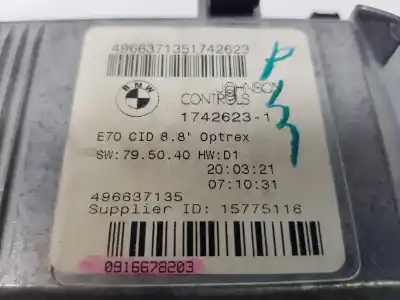 4966371351742623
BMW
JOHNSON
CONTROLS
1742623-1
E70 CID 8.8' Optrex
SW:79.50.40 HW:D1
20:03:21
07:10:31
496637135
Supplier ID: 15775116
0916678203